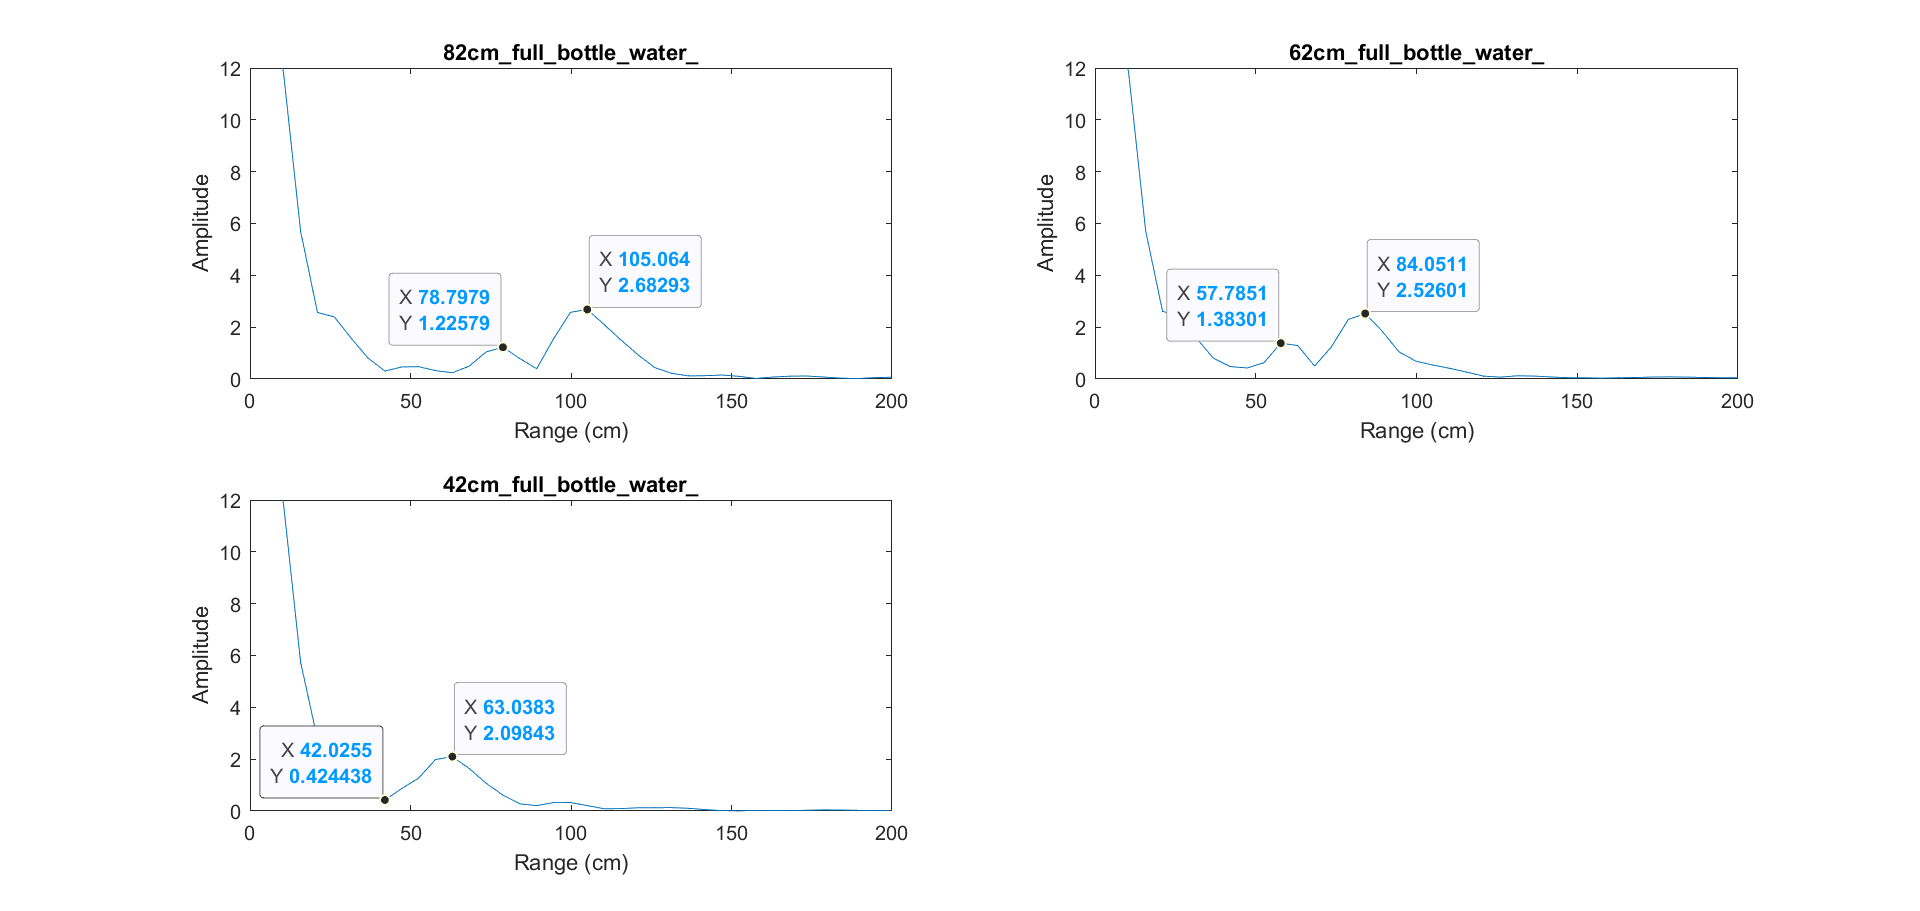 82cm_full_bottle_water_
12
10
8
6
4
2
0
Amplitude
X 105.064
Y 2.68293
X 78.7979
Y 1.22579
0 50 100 150 200
Range (cm)
62cm_full_bottle_water_
12
10
8
6
4
2
0
Amplitude
X 84.0511
Y 2.52601
X 57.7851
Y 1.38301
0 50 100 150 200
Range (cm)
42cm_full_bottle_water_
12
10
8
6
4
2
0
Amplitude
X 63.0383
Y 2.09843
X 42.0255
Y 0.424438
0 50 100 150 200
Range (cm)